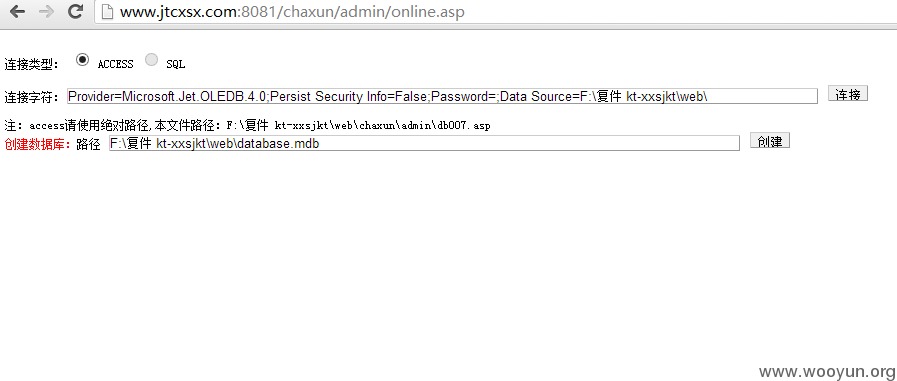 www.jtcxsx.com:8081/chaxun/admin/online.asp
连接类型： ACCESS SQL
连接字符：Provider=Microsoft.Jet.OLEDB.4.0;Persist Security Info=False;Password=;Data Source=F:\复件 kt-xxsjkt\web\ 连接
注：access请使用绝对路径,本文件路径：F:\复件 kt-xxsjkt\web\chaxun\admin\db007.asp
创建数据库：路径 F:\复件 kt-xxsjkt\web\database.mdb 创建
www.wooyun.org